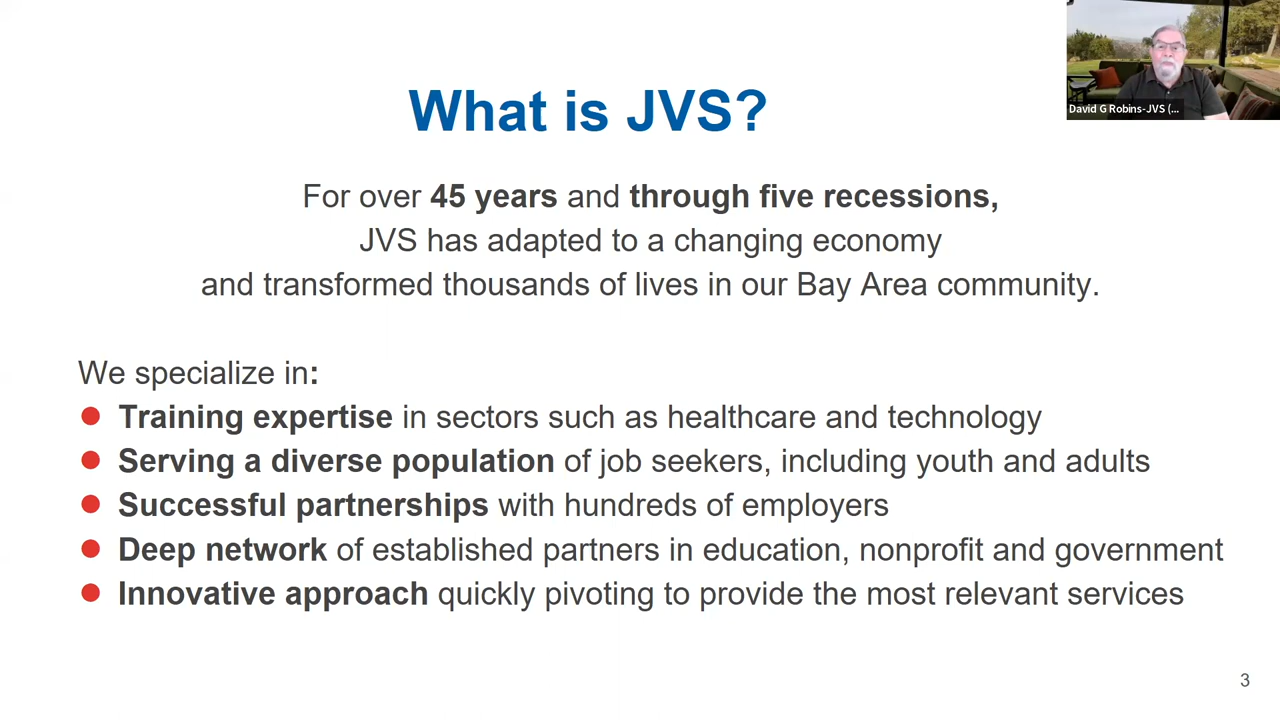 What is JVS?
David G Robins-JVS (...
For over 45 years and through five recessions,
JVS has adapted to a changing economy
and transformed thousands of lives in our Bay Area community.
We specialize in:
● Training expertise in sectors such as healthcare and technology
● Serving a diverse population of job seekers, including youth and adults
● Successful partnerships with hundreds of employers
● Deep network of established partners in education, nonprofit and government
● Innovative approach quickly pivoting to provide the most relevant services
3